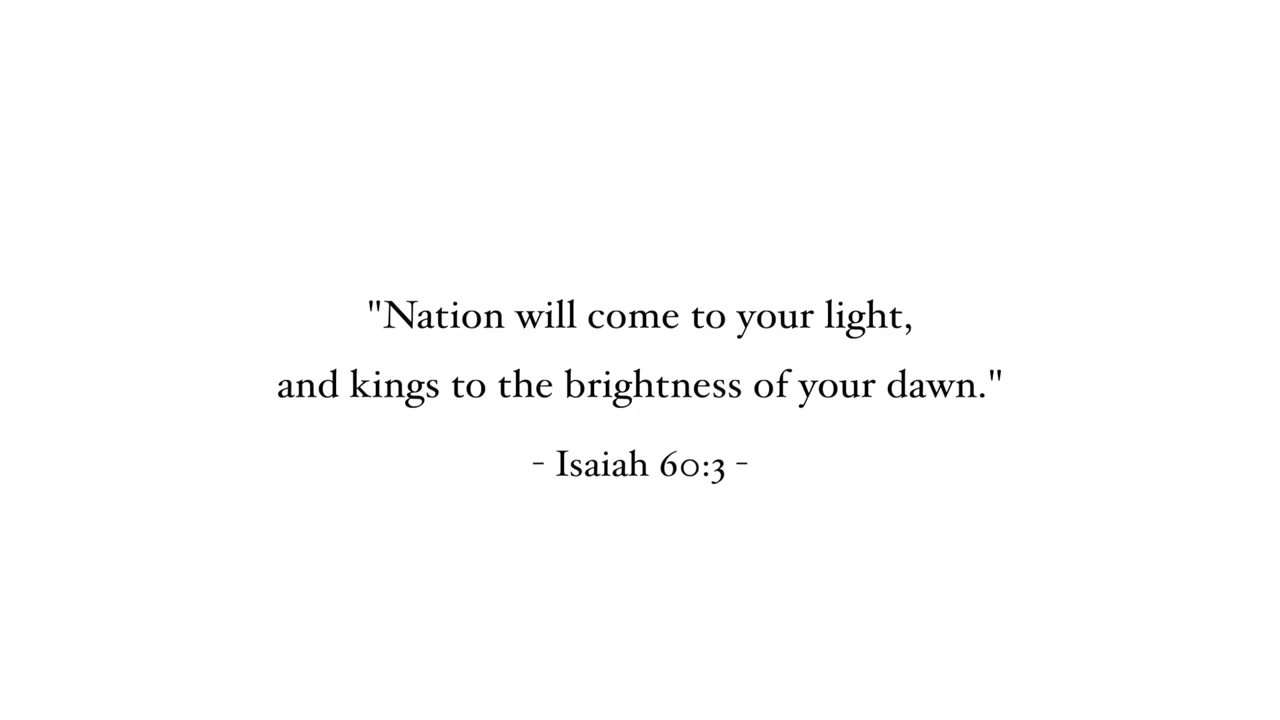 "Nation will come to your light,
and kings to the brightness of your dawn."
- Isaiah 60:3 -